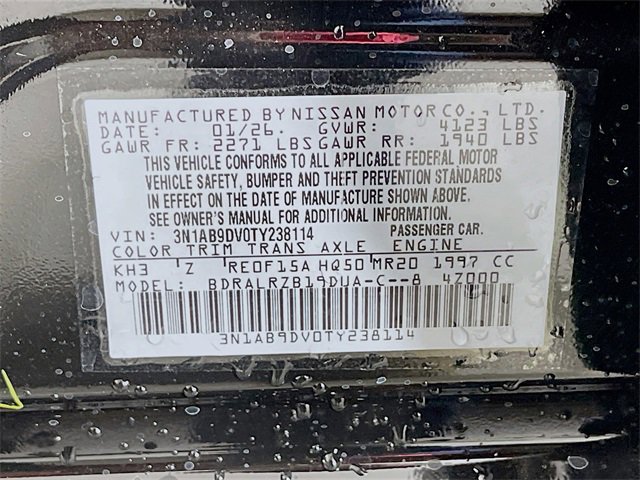 MANUFACTURED BY NISSAN MOTOR CO., LTD.
DATE: 01/26. GVWR: 4123 LBS
GAWR FR: 2271 LBS GAWR RR: 1940 LBS
THIS VEHICLE CONFORMS TO ALL APPLICABLE FEDERAL MOTOR
VEHICLE SAFETY, BUMPER AND THEFT PREVENTION STANDARDS
IN EFFECT ON THE DATE OF MANUFACTURE SHOWN ABOVE.
SEE OWNER'S MANUAL FOR ADDITIONAL INFORMATION.
VIN: 3N1AB9DV0TY238114 PASSENGER CAR.
COLOR TRIM TRANS AXLE ENGINE
KH3 Z RE0F15A HQ50 MR20 1997 CC
MODEL: BDRALRZB19DUA-C--8 4Z000
3N1AB9DV0TY238114